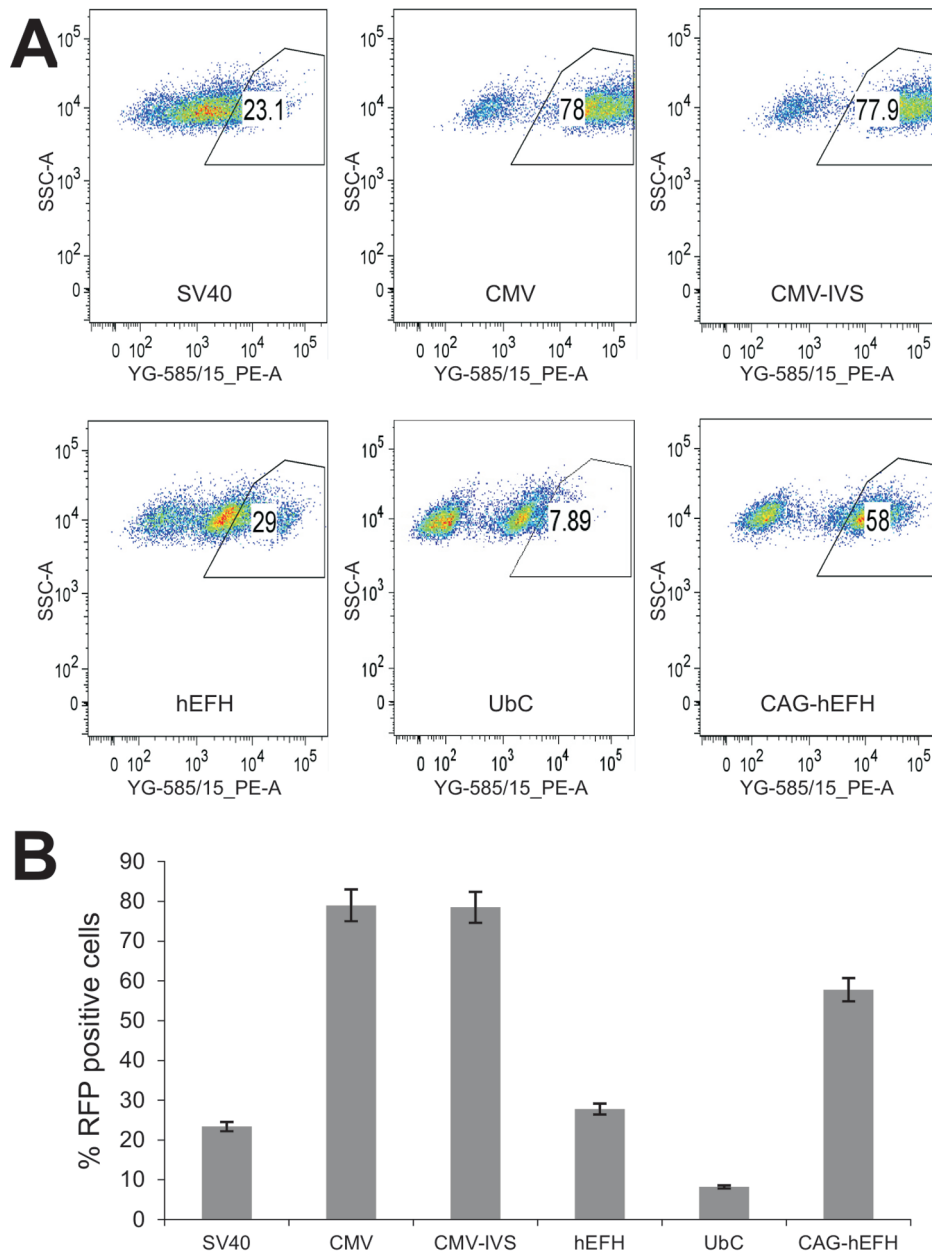 A
10^5
10^4
10^3
10^2
0
SSC-A
23.1
SV40
0 10^2 10^3 10^4 10^5
YG-585/15_PE-A
10^5
10^4
10^3
10^2
0
SSC-A
78
CMV
0 10^2 10^3 10^4 10^5
YG-585/15_PE-A
10^5
10^4
10^3
10^2
0
SSC-A
77.9
CMV-IVS
0 10^2 10^3 10^4 10^5
YG-585/15_PE-A
10^5
10^4
10^3
10^2
0
SSC-A
29
hEFH
0 10^2 10^3 10^4 10^5
YG-585/15_PE-A
10^5
10^4
10^3
10^2
0
SSC-A
7.89
UbC
0 10^2 10^3 10^4 10^5
YG-585/15_PE-A
10^5
10^4
10^3
10^2
0
SSC-A
58
CAG-hEFH
0 10^2 10^3 10^4 10^5
YG-585/15_PE-A
B
% RFP positive cells
90
80
70
60
50
40
30
20
10
0
SV40 CMV CMV-IVS hEFH UbC CAG-hEFH